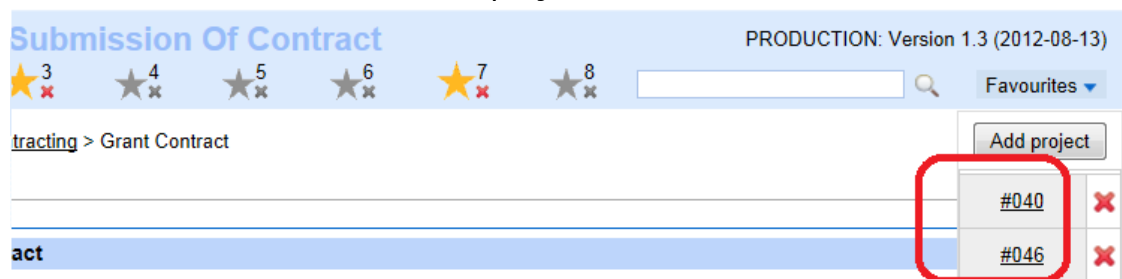 Submission Of Contract
PRODUCTION: Version 1.3 (2012-08-13)
3 4 5 6 7 8
Favourites
tracting > Grant Contract
Add project
#040
act
#046